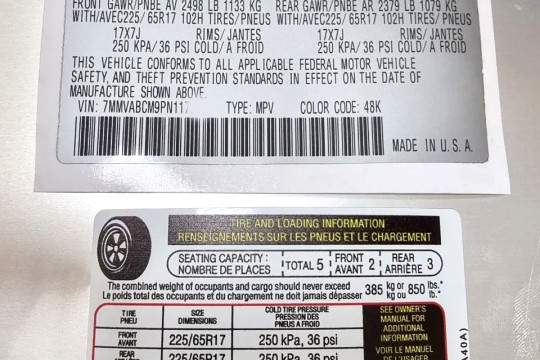 FRONT GAWR/PNBE AV 2498 LB 1133 KG REAR GAWR/PNBE AR 2379 LB 1079 KG
WITH/AVEC225/ 65R17 102H TIRES/PNEUS WITH/AVEC225/ 65R17 102H TIRES/PNEUS
17X7J RIMS/JANTES 17X7J RIMS/JANTES
250 KPA/ 36 PSI COLD/A FROID 250 KPA/ 36 PSI COLD/A FROID
THIS VEHICLE CONFORMS TO ALL APPLICABLE FEDERAL MOTOR VEHICLE
SAFETY, AND THEFT PREVENTION STANDARDS IN EFFECT ON THE DATE OF
MANUFACTURE SHOWN ABOVE.
VIN: 7MMVABCM9PN117 TYPE: MPV COLOR CODE: 48K
MADE IN U.S.A.
TIRE AND LOADING INFORMATION
RENSEIGNEMENTS SUR LES PNEUS ET LE CHARGEMENT
SEATING CAPACITY : TOTAL 5 FRONT 2 REAR 3
NOMBRE DE PLACES AVANT ARRIÈRE
The combined weight of occupants and cargo should never exceed 385 kg or 850 lbs.*
Le poids total des occupants et du chargement ne doit jamais dépasser kg ou lb.*
TIRE SIZE COLD TIRE PRESSURE SEE OWNER'S
PNEU DIMENSIONS PRESSION DES PNEUS A FROID MANUAL FOR
ADDITIONAL
INFORMATION
FRONT AVANT 225/65R17 250 kPa, 36 psi
VOIR LE MANUEL
REAR 225/65R17 250 kPa, 36 psi DE L'USAGER